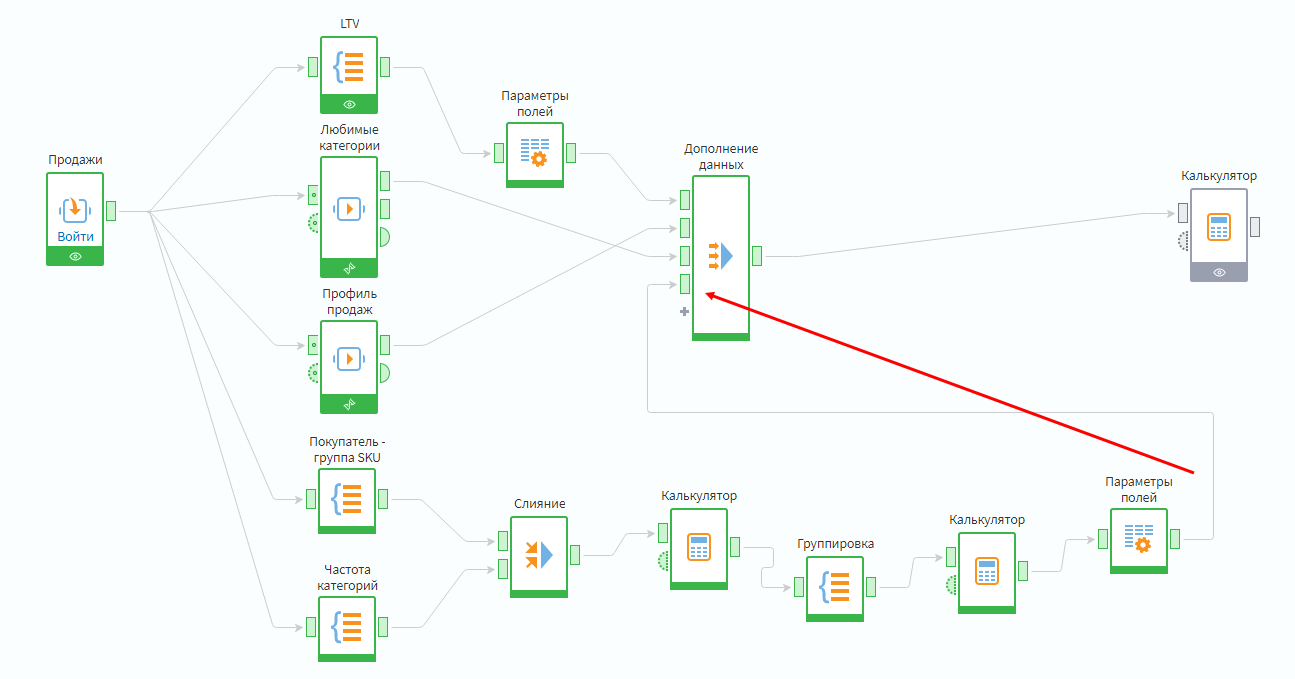 LTV
Параметры
полей
Любимые
категории
Дополнение
данных
Продажи
Войти
Калькулятор
Профиль
продаж
Покупатель -
группа SKU
Слияние
Калькулятор
Группировка
Калькулятор
Параметры
полей
Частота
категорий